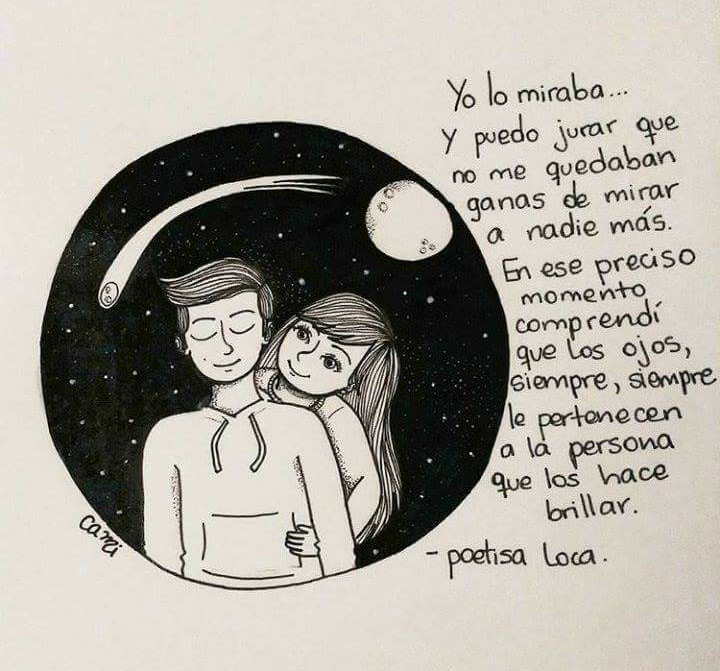 Yo lo miraba...
Y puedo jurar que
no me quedaban
ganas de mirar
a nadie más.
En ese preciso
momento
comprendí
que los ojos,
siempre, siempre
le pertenecen
a la persona
que los hace
brillar.
- poetisa loca.
Cami